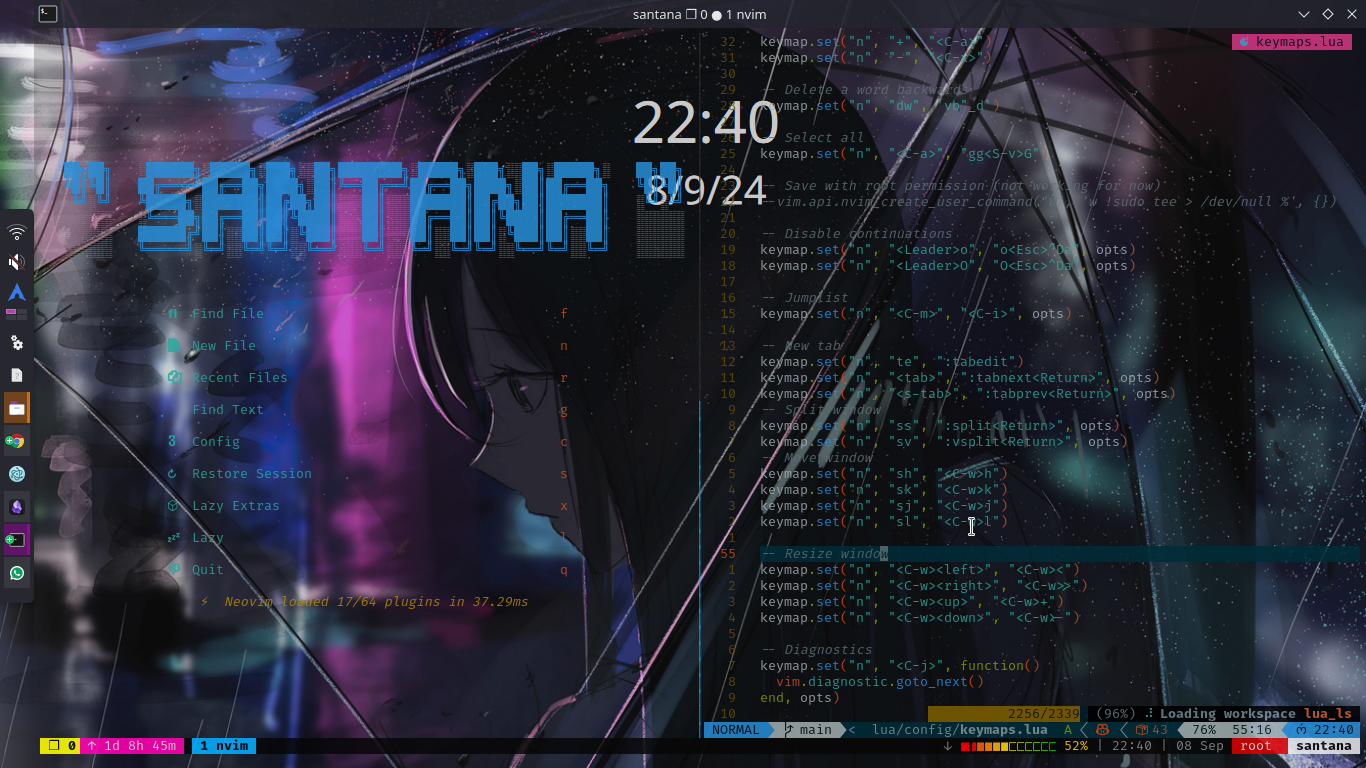 santana ❐ 0 ● 1 nvim
22:40
8/9/24
" SANTANA "
Find File f
New File n
Recent Files r
Find Text g
Config c
Restore Session s
Lazy Extras x
Lazy l
Quit q
⚡ Neovim loaded 17/64 plugins in 37.29ms
keymaps.lua
32 keymap.set("n", "+", "<C-a>")
31 keymap.set("n", "-", "<C-x>")
30
29 -- Delete a word backwards
28 keymap.set("n", "dw", 'vb"_d')
-- Select all
25 keymap.set("n", "<C-a>", "gg<S-v>G")
-- Save with root permission (not working for now)
--vim.api.nvim_create_user_command('W', 'w !sudo tee > /dev/null %', {})
21
20 -- Disable continuations
19 keymap.set("n", "<Leader>o", "o<Esc>^Da", opts)
18 keymap.set("n", "<Leader>O", "O<Esc>^Da", opts)
17
16 -- Jumplist
15 keymap.set("n", "<C-m>", "<C-i>", opts)
14
13 -- New tab
12 keymap.set("n", "te", ":tabedit")
11 keymap.set("n", "<tab>", ":tabnext<Return>", opts)
10 keymap.set("n", "<s-tab>", ":tabprev<Return>", opts)
9 -- Split window
8 keymap.set("n", "ss", ":split<Return>", opts)
7 keymap.set("n", "sv", ":vsplit<Return>", opts)
6 -- Move window
5 keymap.set("n", "sh", "<C-w>h")
4 keymap.set("n", "sk", "<C-w>k")
3 keymap.set("n", "sj", "<C-w>j")
2 keymap.set("n", "sl", "<C-w>l")
1
55 -- Resize window
1 keymap.set("n", "<C-w><left>", "<C-w><")
2 keymap.set("n", "<C-w><right>", "<C-w>>")
3 keymap.set("n", "<C-w><up>", "<C-w>+")
4 keymap.set("n", "<C-w><down>", "<C-w>-")
5
6 -- Diagnostics
7 keymap.set("n", "<C-j>", function()
8 vim.diagnostic.goto_next()
9 end, opts)
10
2256/2339 (96%) Loading workspace lua_ls
NORMAL main < lua/config/keymaps.lua A 43 76% 55:16 22:40
❐ 0 ↑ 1d 8h 45m 1 nvim ↓ 52% | 22:40 | 08 Sep root santana